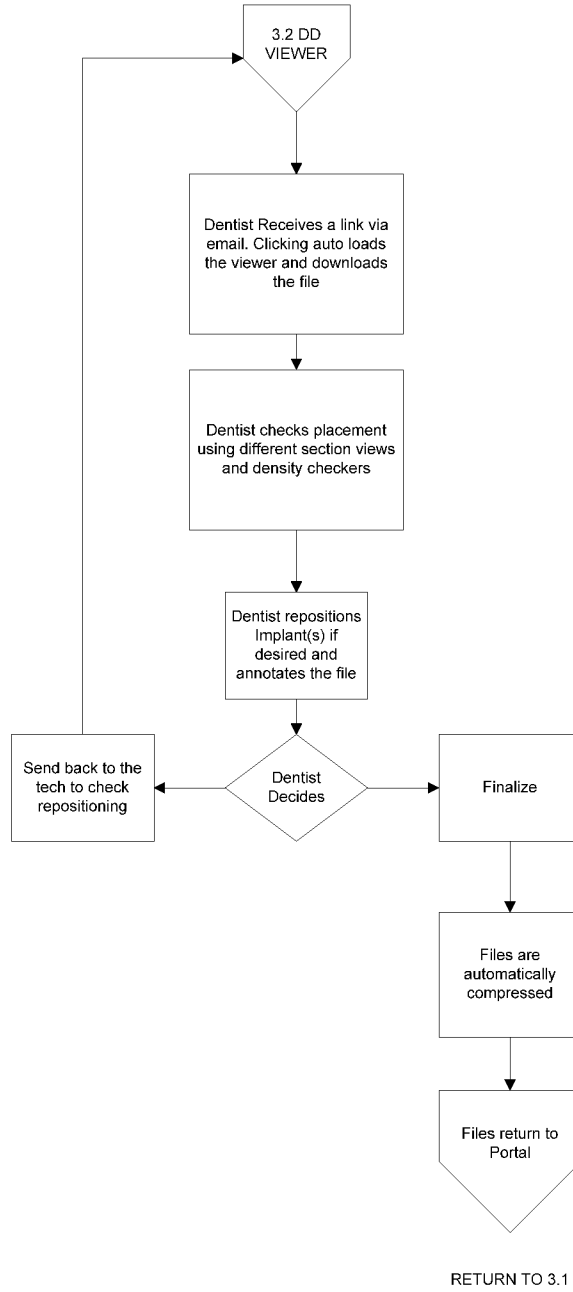 3.2 DD
VIEWER
Dentist Receives a link via
email. Clicking auto loads
the viewer and downloads
the file
Dentist checks placement
using different section views
and density checkers
Dentist repositions
Implant(s) if
desired and
annotates the file
Send back to the
tech to check
repositioning
Dentist
Decides
Finalize
Files are
automatically
compressed
Files return to
Portal
RETURN TO 3.1